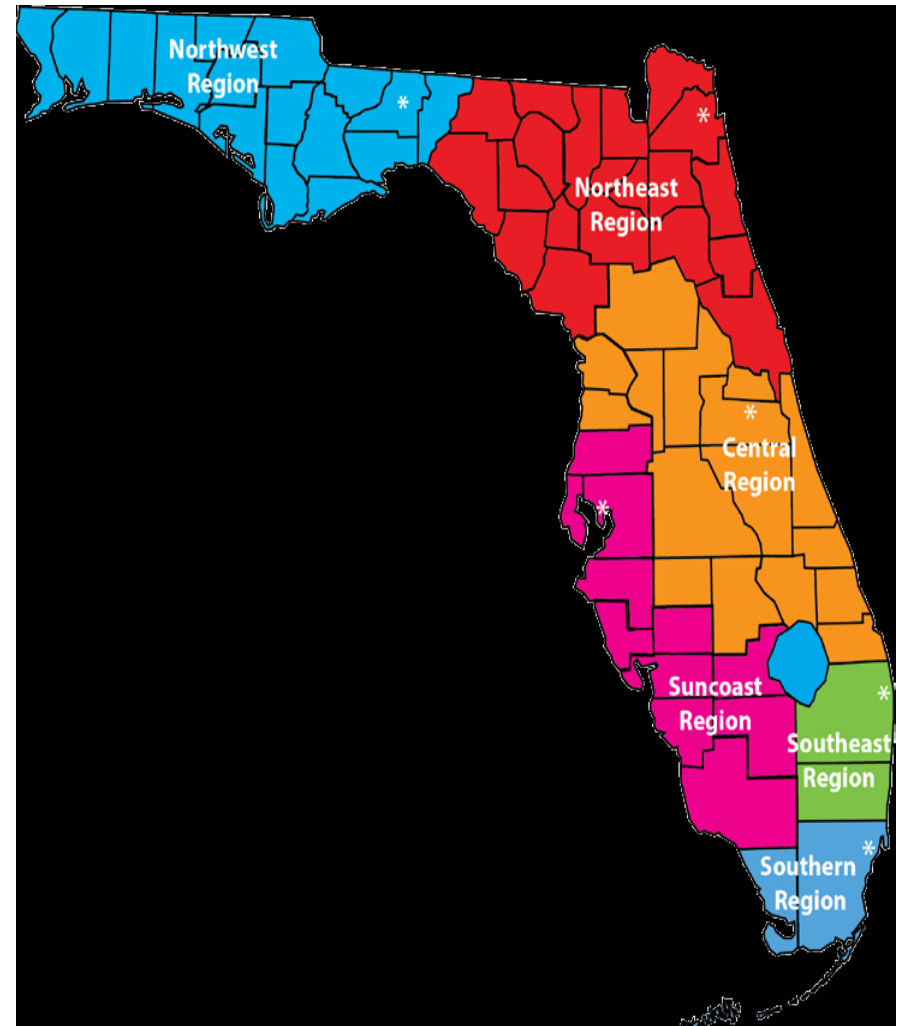 Northwest
Region
*
*
Northeast
Region
*
Central
Region
*
Suncoast
Region
*
Southeast
Region
*
Southern
Region